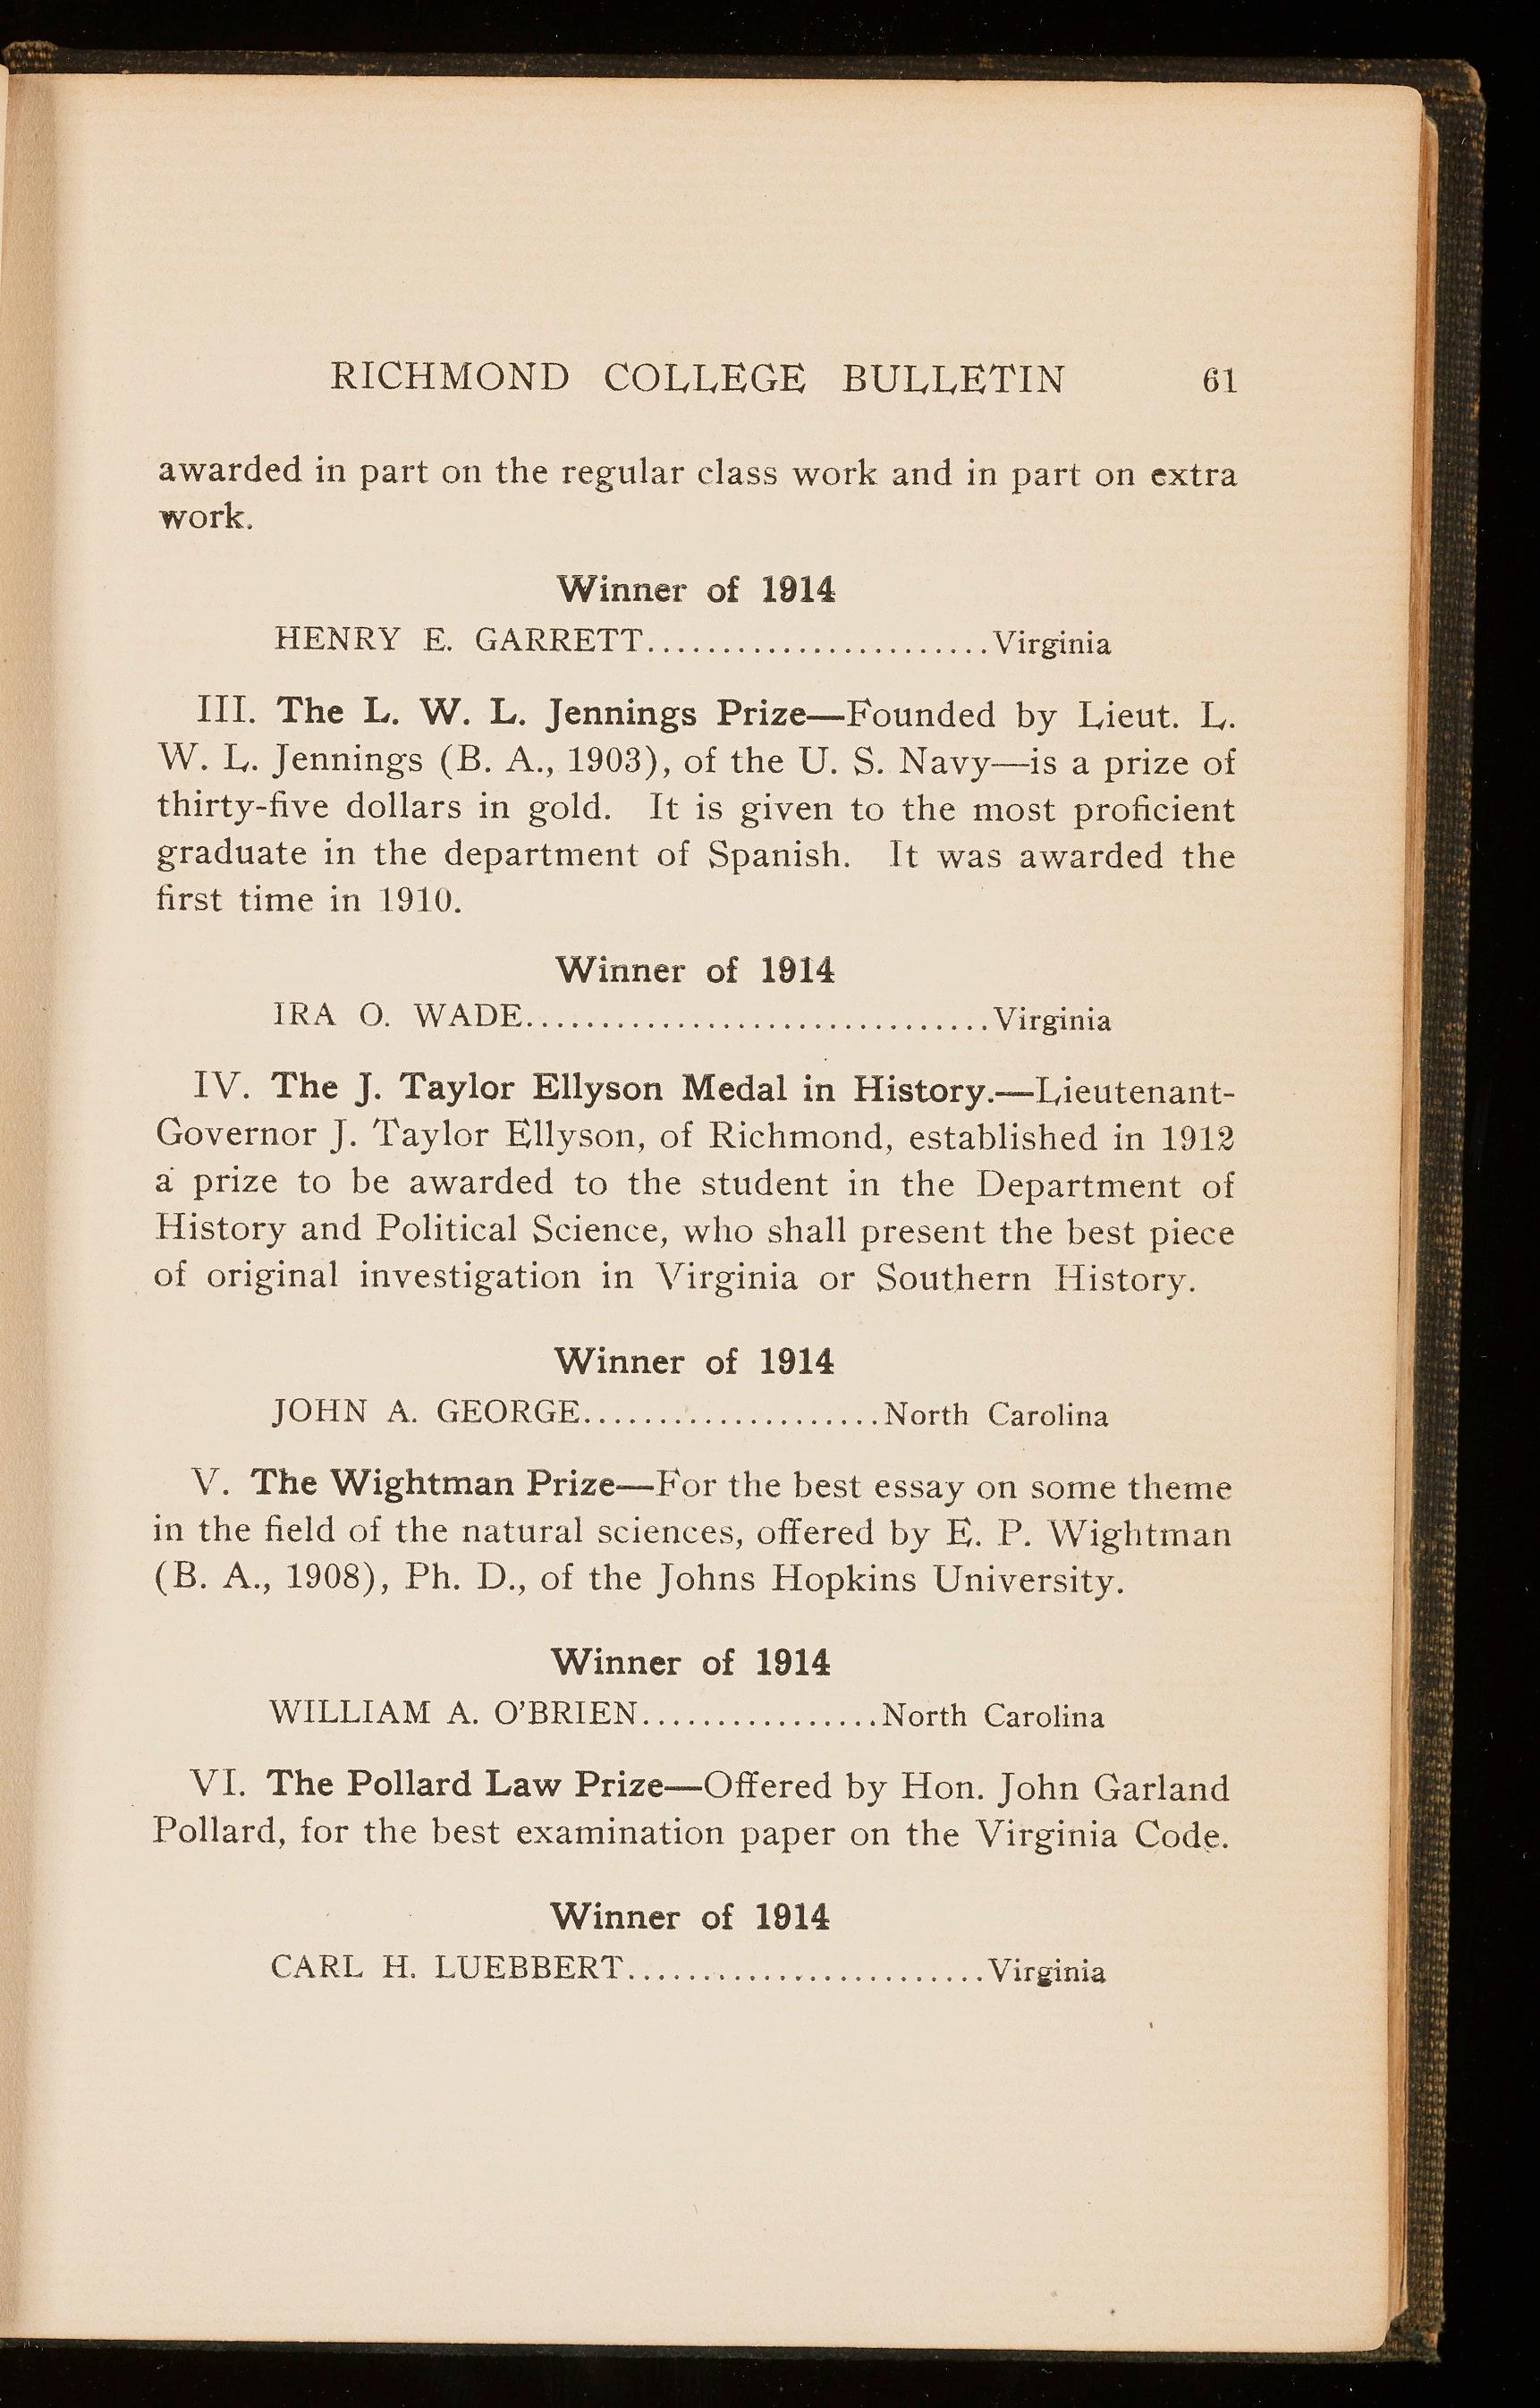 RICHMOND COLLEGE BULLETIN 61
awarded in part on the regular class work and in part on extra
work.
Winner of 1914
HENRY E. GARRETT.......................Virginia
III. The L. W. L. Jennings Prize—Founded by Lieut. L.
W. L. Jennings (B. A., 1903), of the U. S. Navy—is a prize of
thirty-five dollars in gold. It is given to the most proficient
graduate in the department of Spanish. It was awarded the
first time in 1910.
Winner of 1914
IRA O. WADE...............................Virginia
IV. The J. Taylor Ellyson Medal in History.—Lieutenant-
Governor J. Taylor Ellyson, of Richmond, established in 1912
a prize to be awarded to the student in the Department of
History and Political Science, who shall present the best piece
of original investigation in Virginia or Southern History.
Winner of 1914
JOHN A. GEORGE....................North Carolina
V. The Wightman Prize—For the best essay on some theme
in the field of the natural sciences, offered by E. P. Wightman
(B. A., 1908), Ph. D., of the Johns Hopkins University.
Winner of 1914
WILLIAM A. O'BRIEN................North Carolina
VI. The Pollard Law Prize—Offered by Hon. John Garland
Pollard, for the best examination paper on the Virginia Code.
Winner of 1914
CARL H. LUEBBERT........................Virginia